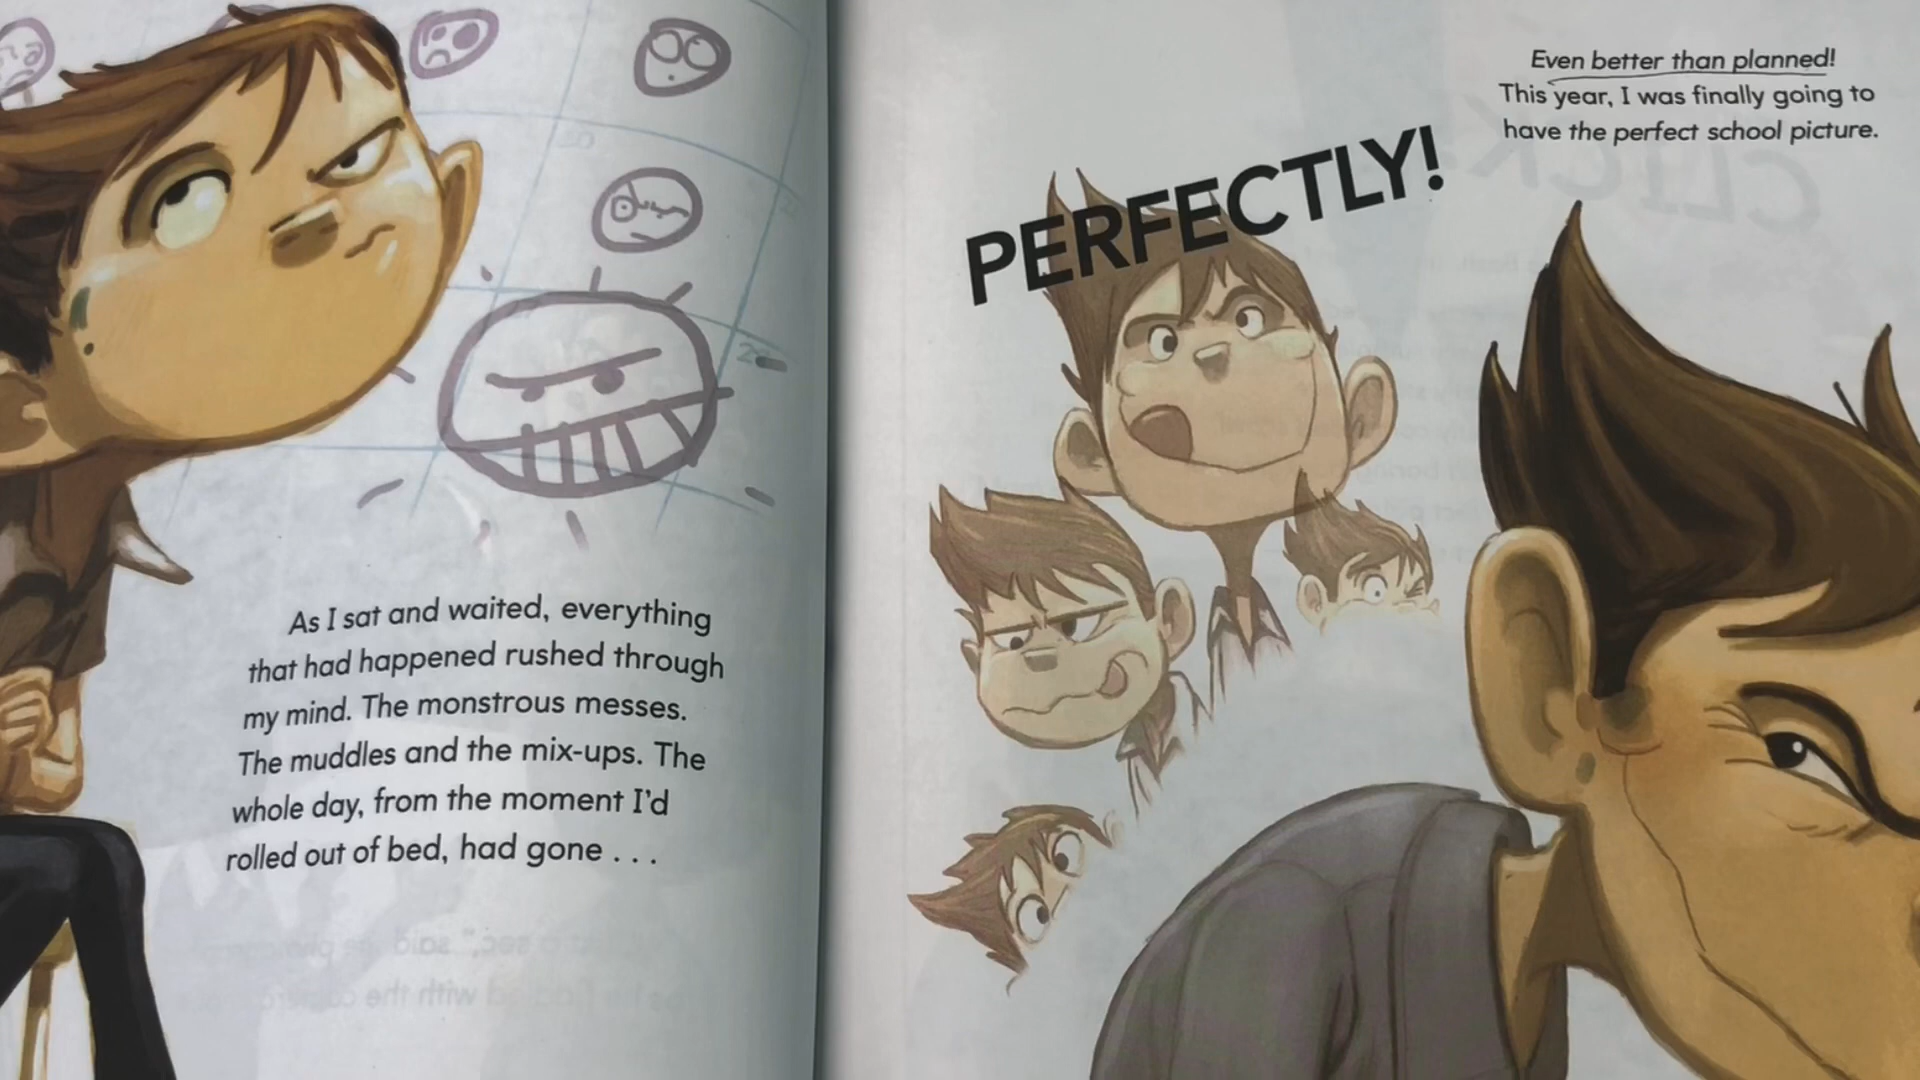 As I sat and waited, everything
that had happened rushed through
my mind. The monstrous messes.
The muddles and the mix-ups. The
whole day, from the moment I'd
rolled out of bed, had gone . . .
PERFECTLY!
Even better than planned!
This year, I was finally going to
have the perfect school picture.